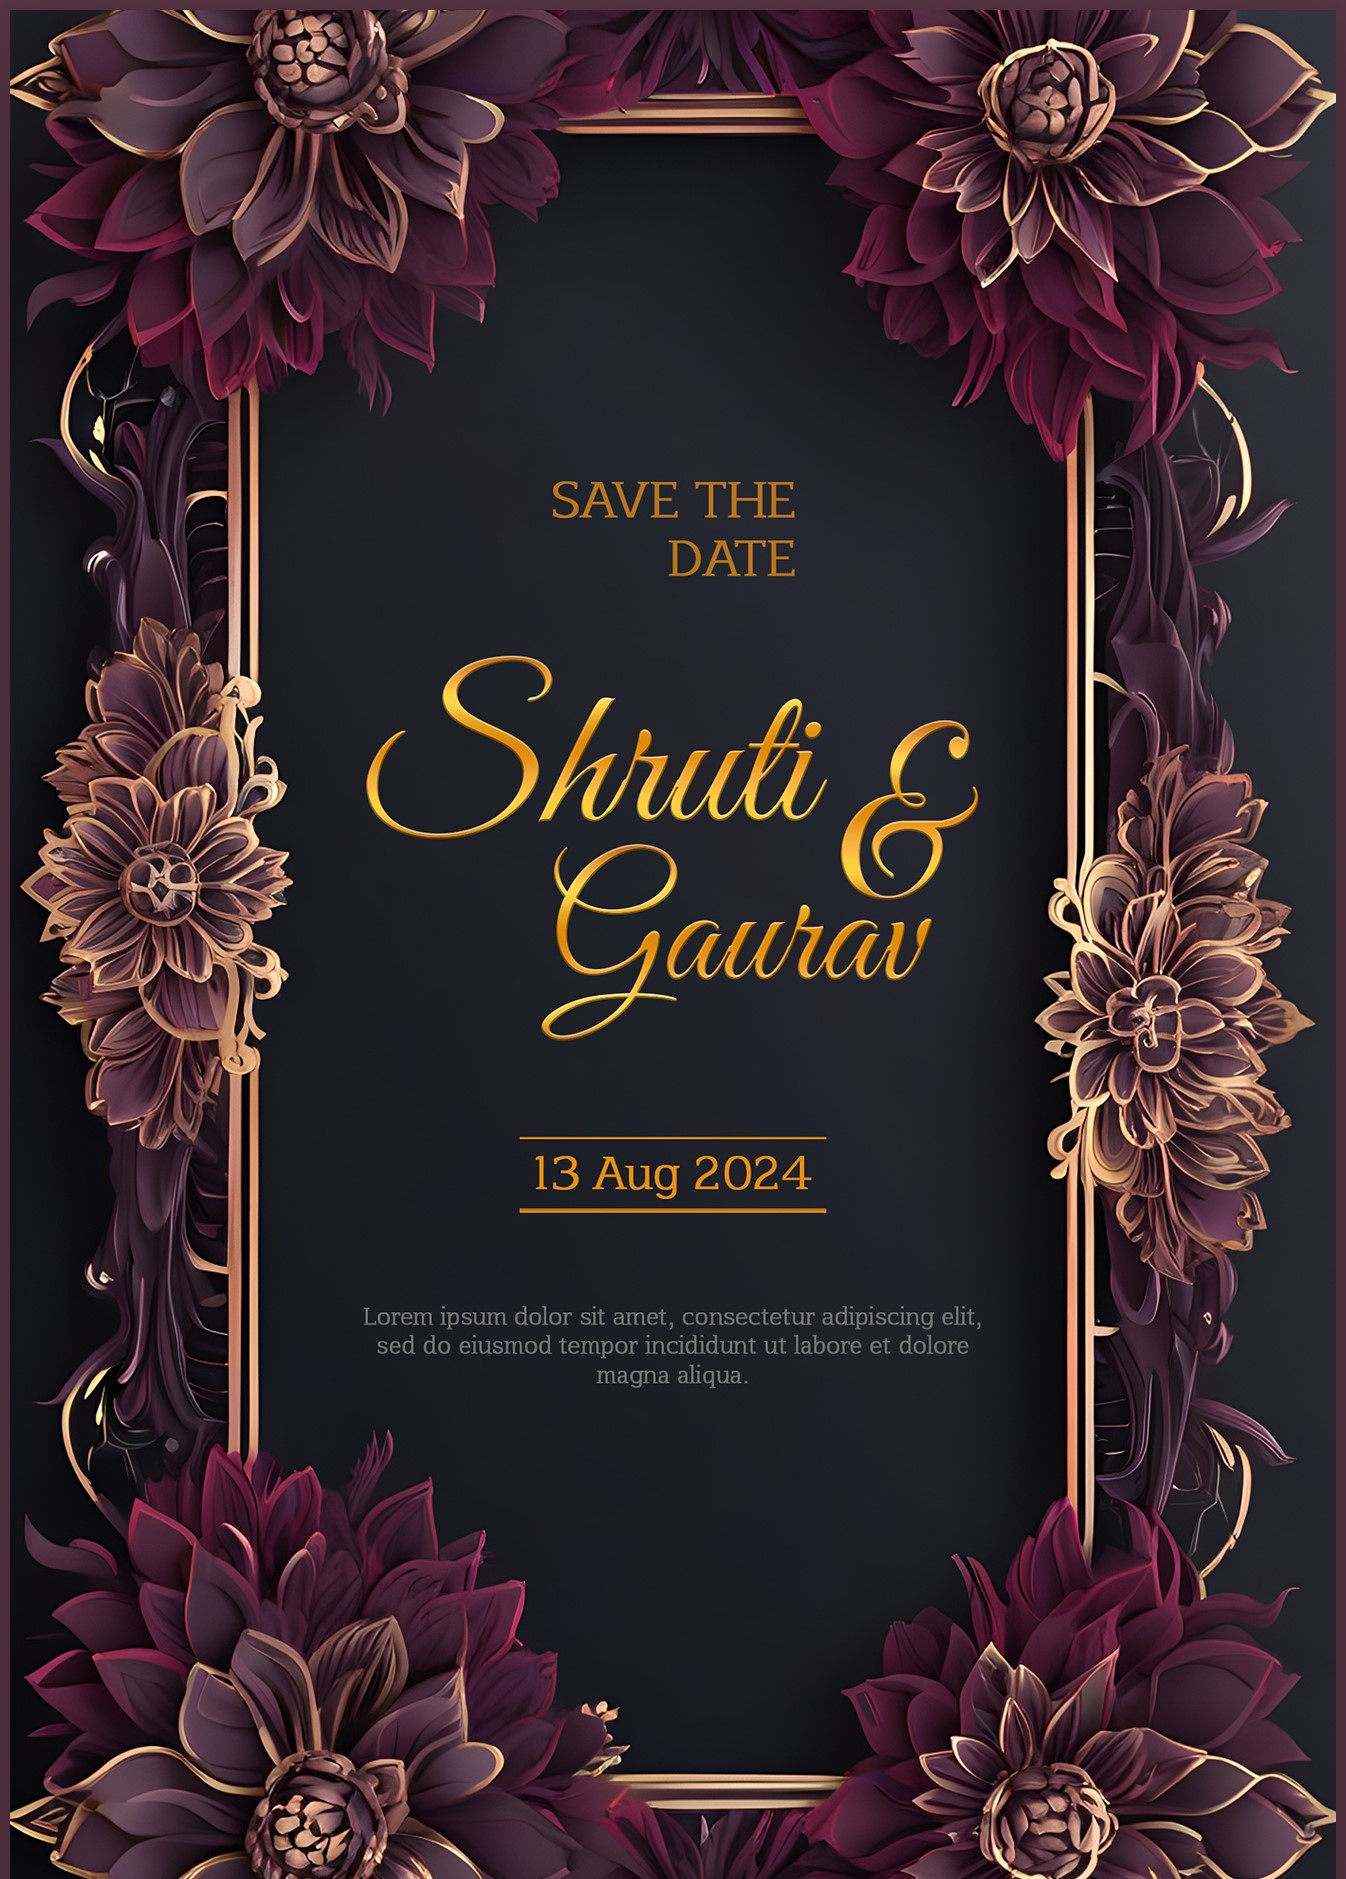 SAVE THE
DATE
Shruti &
Gaurav
13 Aug 2024
Lorem ipsum dolor sit amet, consectetur adipiscing elit,
sed do eiusmod tempor incididunt ut labore et dolore
magna aliqua.